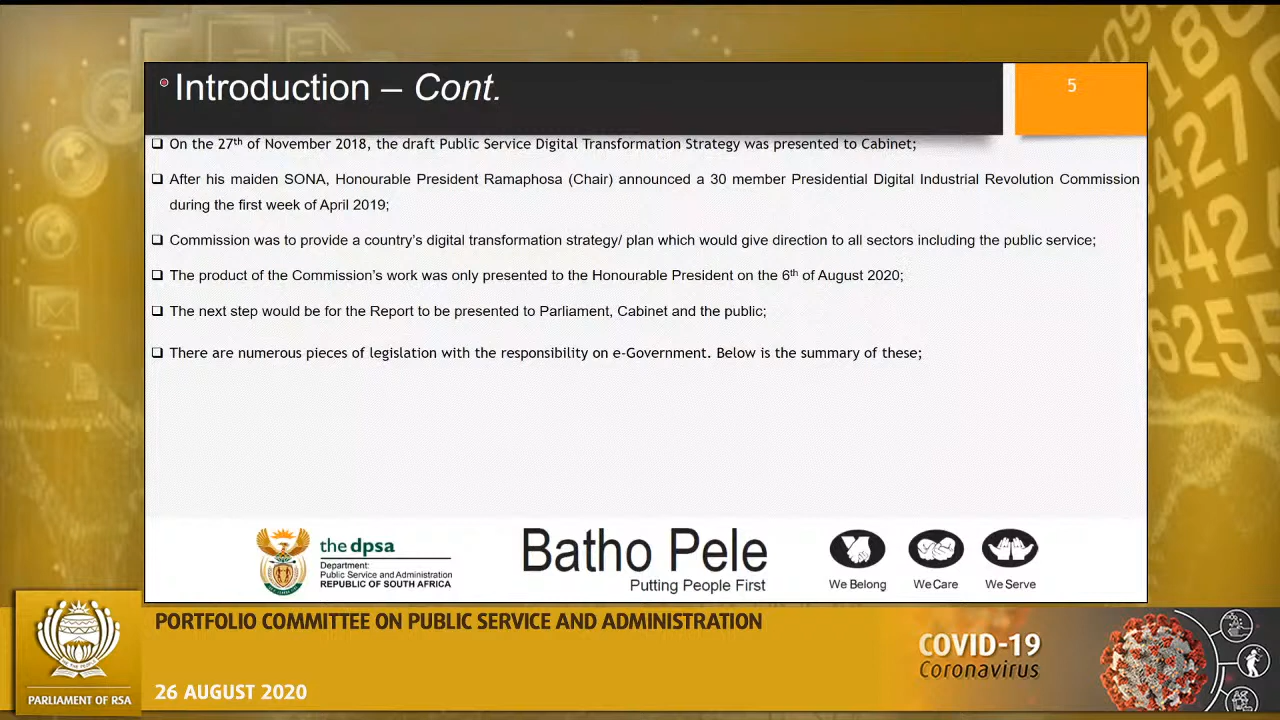 • Introduction – Cont.
5
❑ On the 27th of November 2018, the draft Public Service Digital Transformation Strategy was presented to Cabinet;
❑ After his maiden SONA, Honourable President Ramaphosa (Chair) announced a 30 member Presidential Digital Industrial Revolution Commission
during the first week of April 2019;
❑ Commission was to provide a country's digital transformation strategy/ plan which would give direction to all sectors including the public service;
❑ The product of the Commission's work was only presented to the Honourable President on the 6th of August 2020;
❑ The next step would be for the Report to be presented to Parliament, Cabinet and the public;
❑ There are numerous pieces of legislation with the responsibility on e-Government. Below is the summary of these;
the dpsa
Department:
Public Service and Administration
REPUBLIC OF SOUTH AFRICA
Batho Pele
Putting People First
We Belong
We Care
We Serve
PORTFOLIO COMMITTEE ON PUBLIC SERVICE AND ADMINISTRATION
26 AUGUST 2020
PARLIAMENT OF RSA
COVID-19
Coronavirus